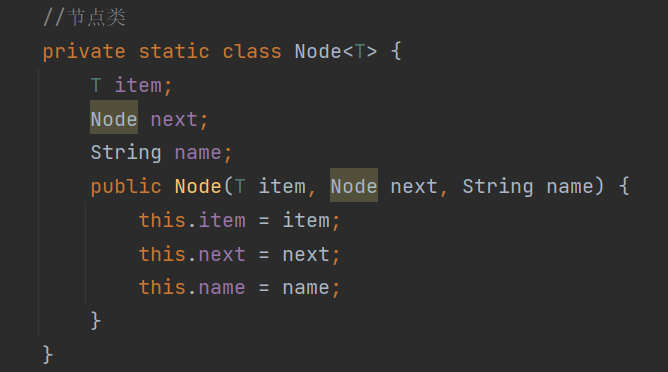 //节点类
private static class Node<T> {
T item;
Node next;
String name;
public Node(T item, Node next, String name) {
this.item = item;
this.next = next;
this.name = name;
}
}